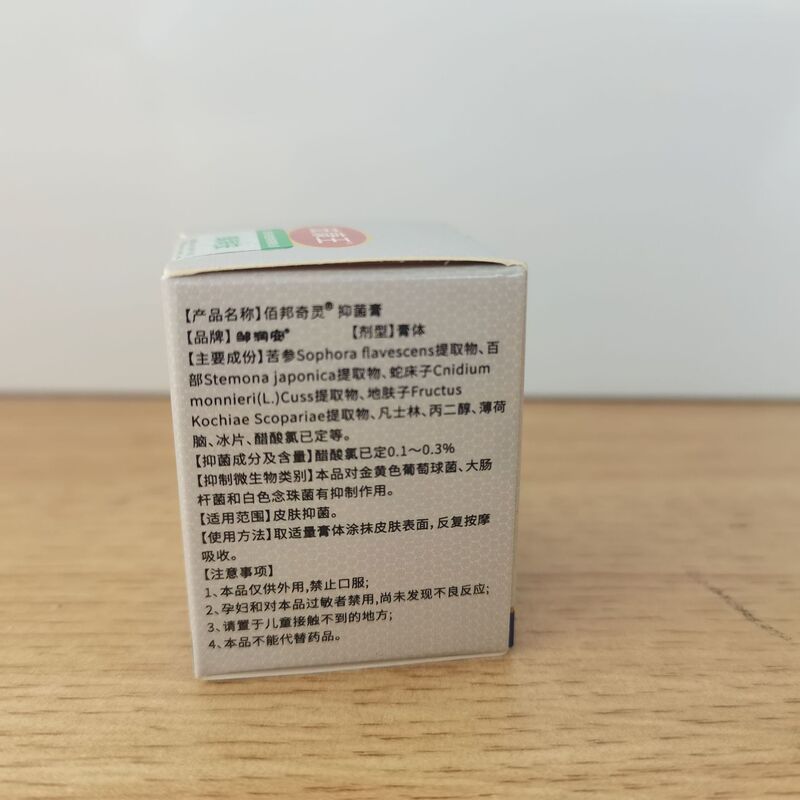 【产品名称】佰邦奇灵® 抑菌膏
【品牌】邹润安® 【剂型】膏体
【主要成份】苦参Sophora flavescens提取物、百
部Stemona japonica提取物、蛇床子Cnidium
monnieri(L.)Cuss提取物、地肤子Fructus
Kochiae Scopariae提取物、凡士林、丙二醇、薄荷
脑、冰片、醋酸氯已定等。
【抑菌成分及含量】醋酸氯已定0.1～0.3%
【抑制微生物类别】本品对金黄色葡萄球菌、大肠
杆菌和白色念珠菌有抑制作用。
【适用范围】皮肤抑菌。
【使用方法】取适量膏体涂抹皮肤表面，反复按摩
吸收。
【注意事项】
1、本品仅供外用，禁止口服；
2、孕妇和对本品过敏者禁用，尚未发现不良反应；
3、请置于儿童接触不到的地方；
4、本品不能代替药品。